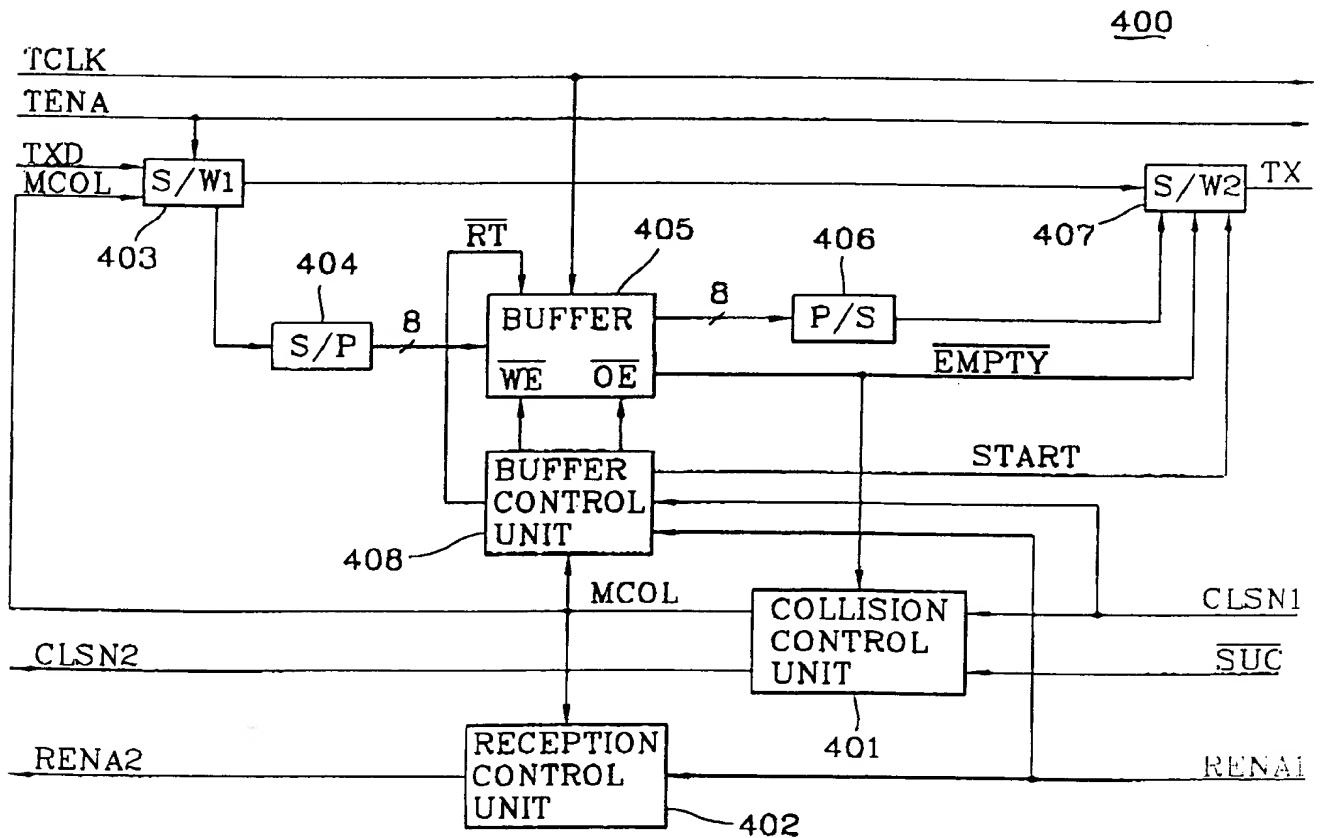 400
TCLK
TENA
TXD
MCOL
S/W1
403
S/W2
TX
407
RT
405
406
404
8
S/P
BUFFER
WE OE
8
P/S
EMPTY
START
BUFFER
CONTROL
UNIT
408
MCOL
COLLISION
CONTROL
UNIT
401
CLSN1
SUC
CLSN2
RENA2
RECEPTION
CONTROL
UNIT
402
RENA1